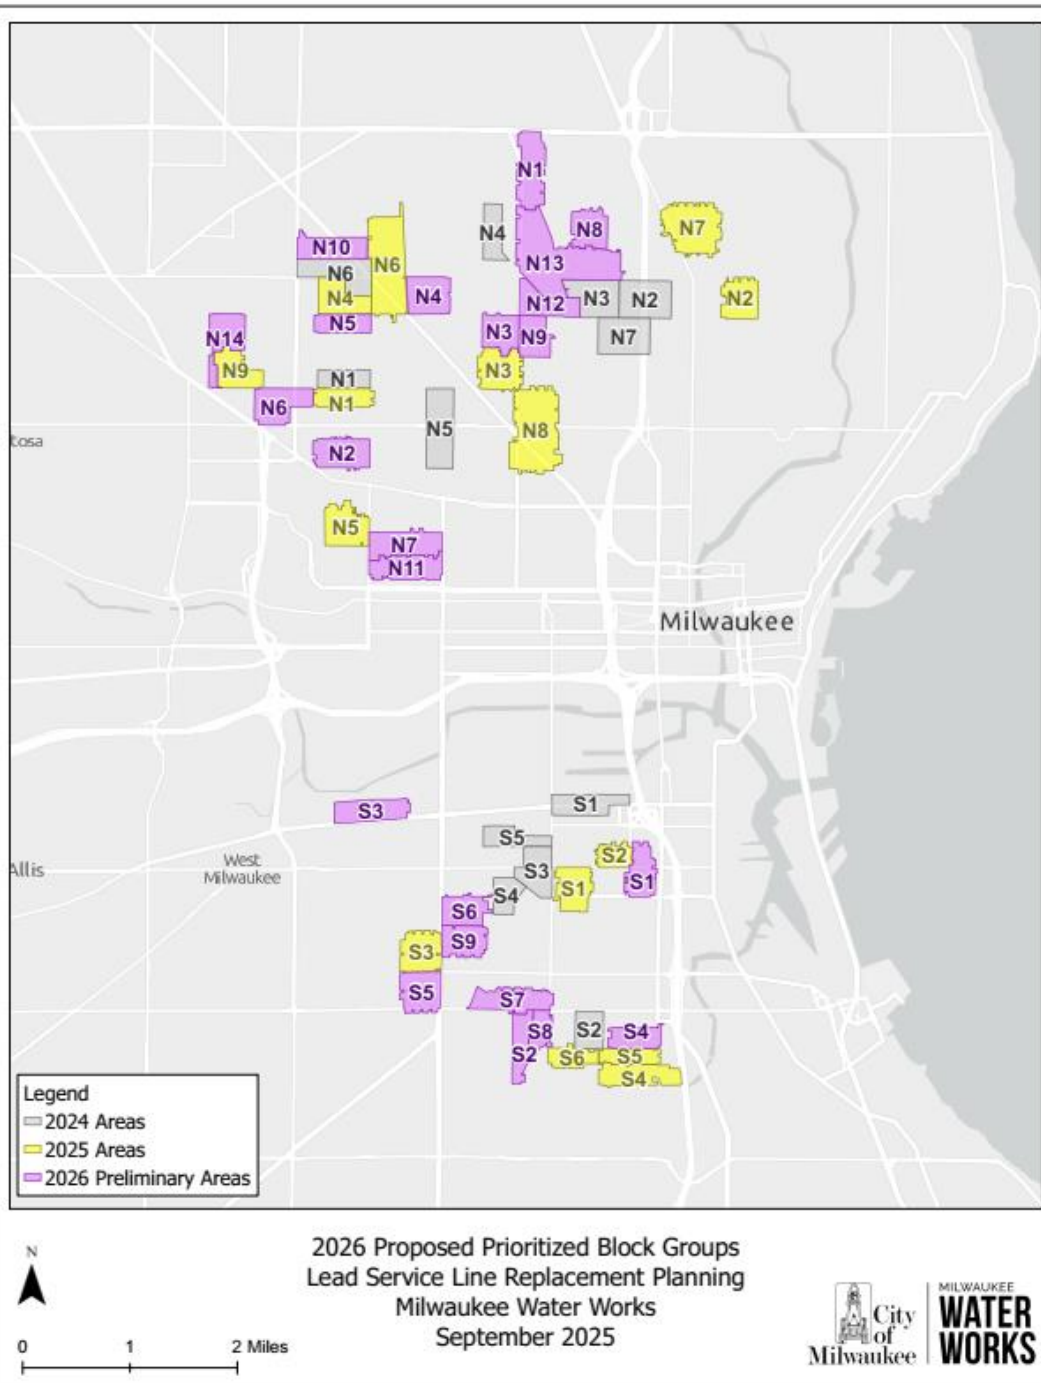 N1
N4
N8
N7
N10
N6
N6
N13
N4
N4
N12
N3
N2
N2
N5
N14
N3
N9
N7
N9
N1
N3
N6
N1
N5
N8
tosa
N2
N5
N7
N11
Milwaukee
S3
S1
S5
S2
Allis
West
Milwaukee
S3
S1
S1
S4
S6
S9
S3
S5
S7
S8
S2
S4
S2
S6
S5
S4
Legend
2024 Areas
2025 Areas
2026 Preliminary Areas
N
2026 Proposed Prioritized Block Groups
Lead Service Line Replacement Planning
Milwaukee Water Works
September 2025
0 1 2 Miles
City
of
Milwaukee
MILWAUKEE
WATER
WORKS